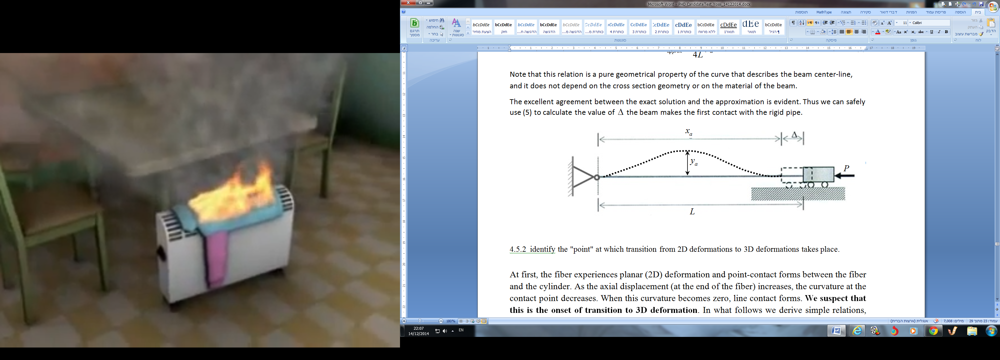 Microsoft Word - PHD CandidateTest Yossi_14122014.docx
בית
הוספה
פריסת עמוד
הפניות
דברי דואר
סקירה
תצוגה
MathType
תוספות
הדבק
גזור
העתק
מברשת עיצוב
לוח
Calibri
11
גופן
פיסקה
bCcDdEe
¶ רגיל
dEe
תואר
cDdEe
תואר1
bCcDdEe
ללא מרווח
cDdEe
כותרת 1
:cDdEe
כותרת 2
CcDdEe
כותרת 3
›CcDdEe
כותרת 4
CcDdEe
כותרת מ...
bCcDdEe
הדגשה מ...
bCcDdEe
הדגשה
bCcDdEe
הדגשה ח...
bCcDdEe
חזק
bCcDdEe
הצעת מחיר
סגנונות
שנה
סגנונות
חיפוש
החלפה
בחר
עריכה
תרגם
מסמך
approx
4L
a
Note that this relation is a pure geometrical property of the curve that describes the beam center-line,
and it does not depend on the cross section geometry or on the material of the beam.
The excellent agreement between the exact solution and the approximation is evident. Thus we can safely
use (5) to calculate the value of Δ the beam makes the first contact with the rigid pipe.
xa
Δ
ya
P
L
4.5.2 identify the "point" at which transition from 2D deformations to 3D deformations takes place.
At first, the fiber experiences planar (2D) deformation and point-contact forms between the fiber
and the cylinder. As the axial displacement (at the end of the fiber) increases, the curvature at the
contact point decreases. When this curvature becomes zero, line contact forms. We suspect that
this is the onset of transition to 3D deformation. In what follows we derive simple relations,
עמוד: 23 מתוך 29
מילים: 7,008
אנגלית (ארצות הברית)
180%
22:07
14/12/2014
EN